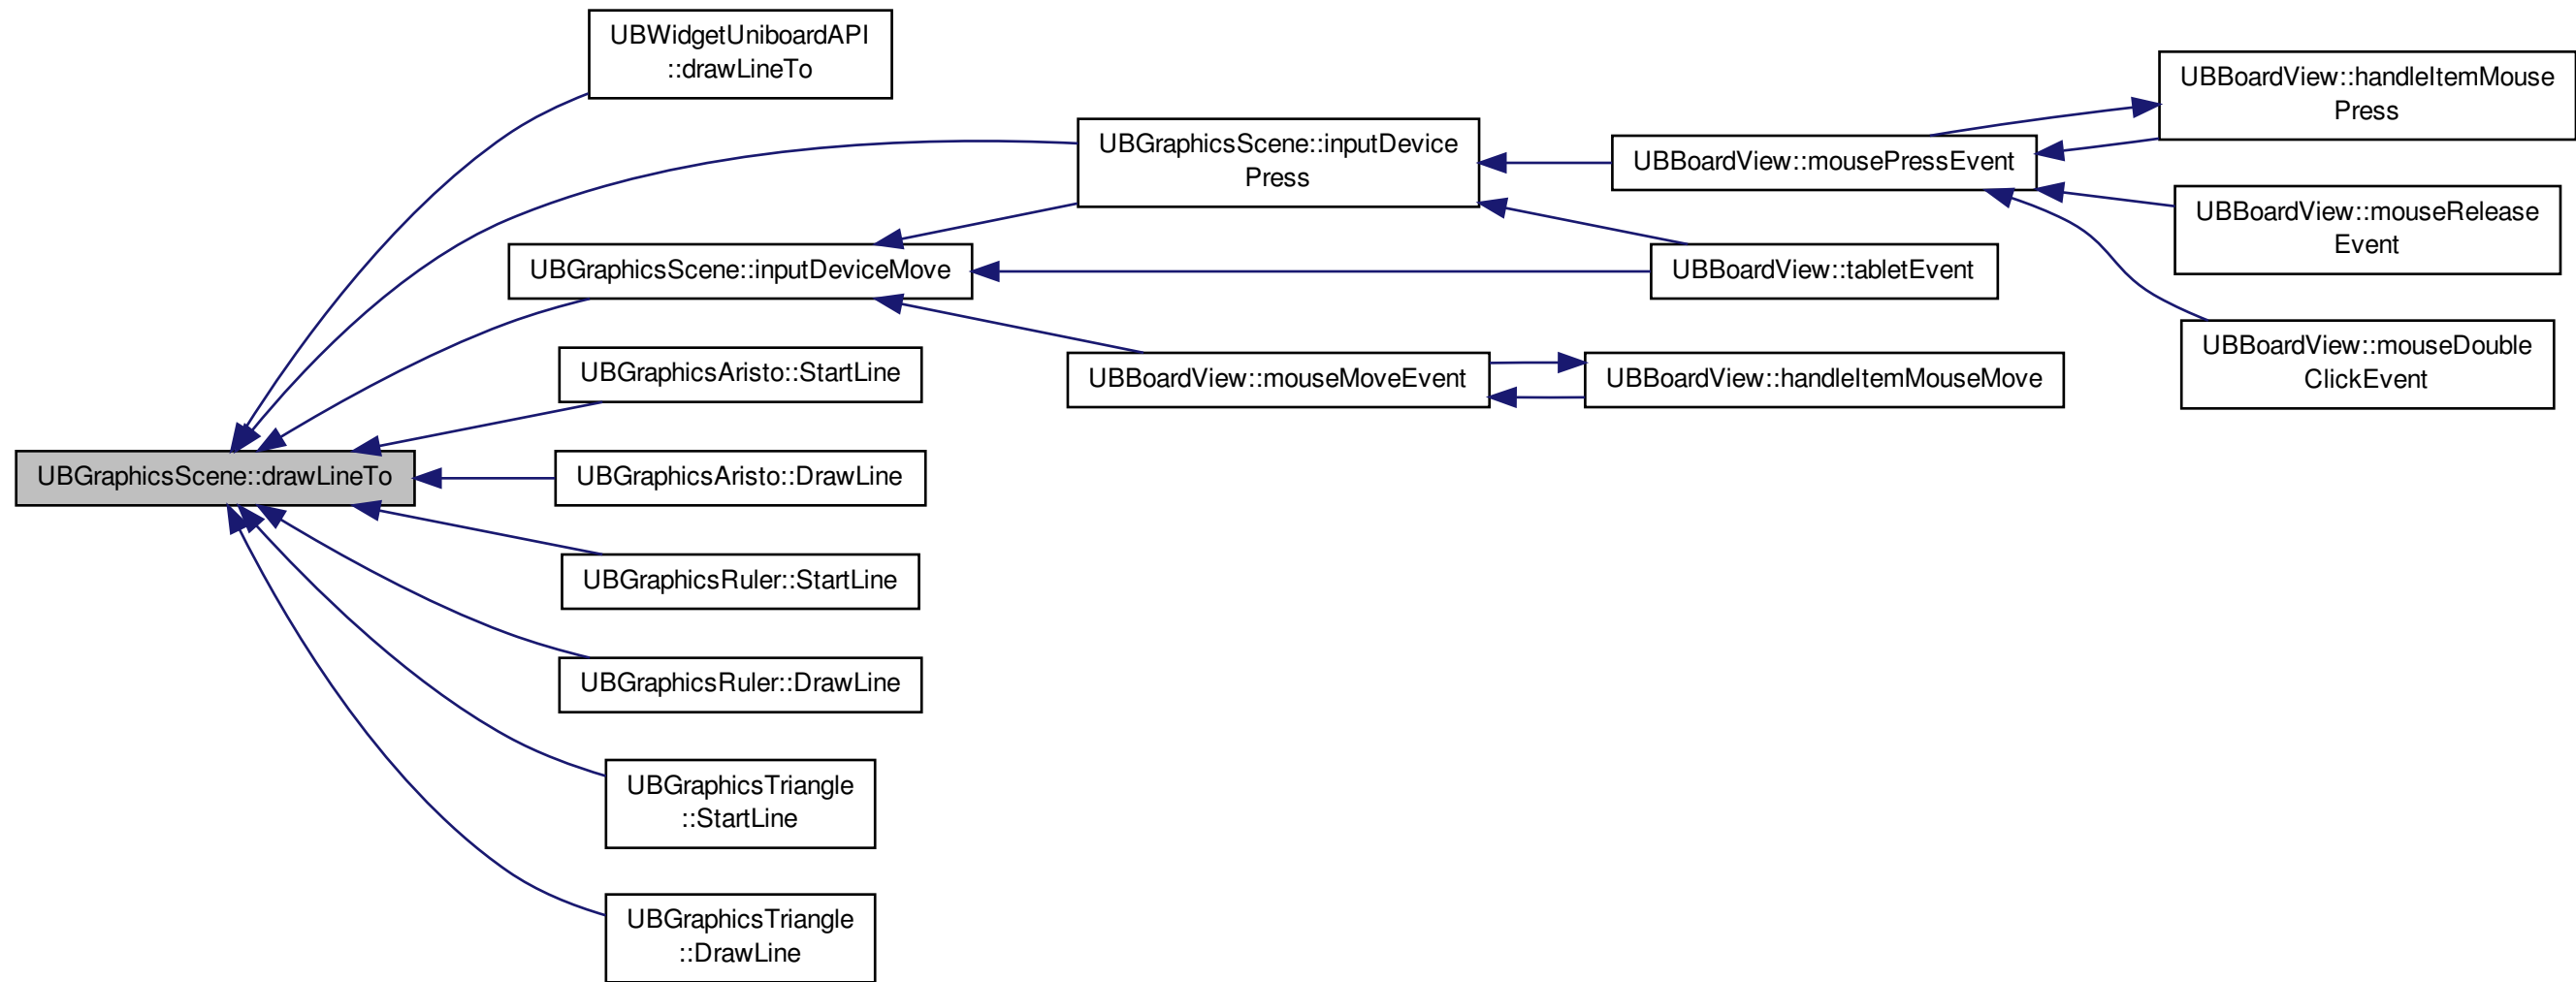 UBWidgetUniboardAPI
::drawLineTo
UBBoardView::handleItemMouse
Press
UBGraphicsScene::inputDevice
Press
UBBoardView::mousePressEvent
UBBoardView::mouseRelease
Event
UBGraphicsScene::inputDeviceMove
UBBoardView::tabletEvent
UBBoardView::mouseDouble
ClickEvent
UBGraphicsAristo::StartLine
UBBoardView::mouseMoveEvent
UBBoardView::handleItemMouseMove
UBGraphicsScene::drawLineTo
UBGraphicsAristo::DrawLine
UBGraphicsRuler::StartLine
UBGraphicsRuler::DrawLine
UBGraphicsTriangle
::StartLine
UBGraphicsTriangle
::DrawLine